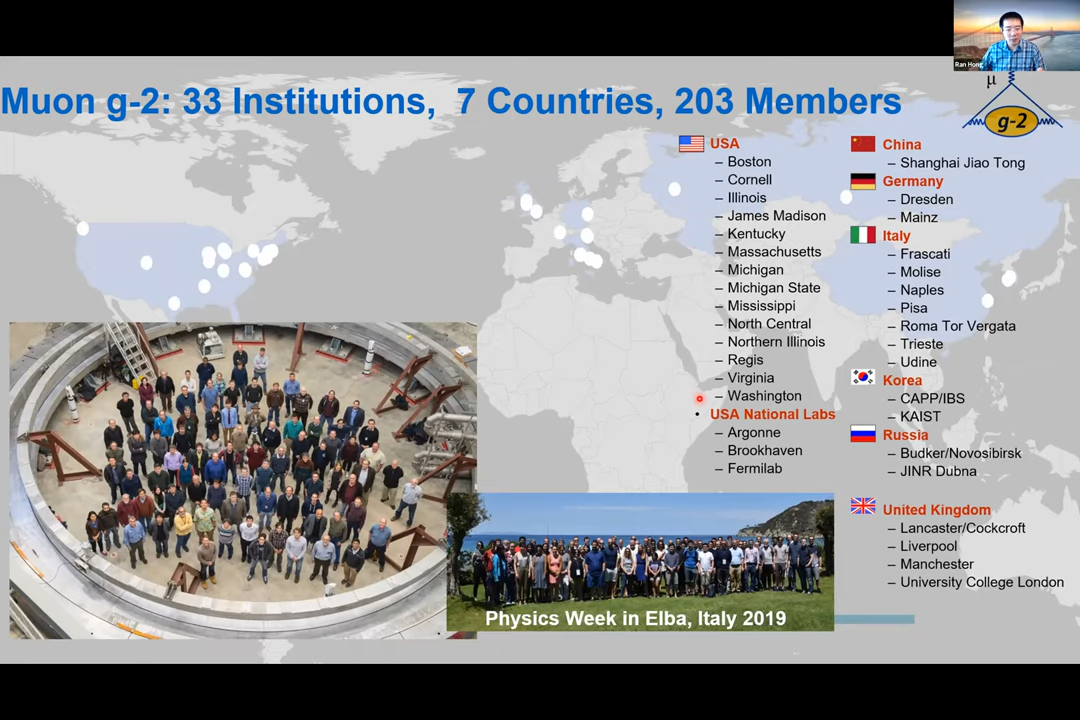 Ran Hong
μ
g-2
Muon g-2: 33 Institutions, 7 Countries, 203 Members
USA
– Boston
– Cornell
– Illinois
– James Madison
– Kentucky
– Massachusetts
– Michigan
– Michigan State
– Mississippi
– North Central
– Northern Illinois
– Regis
– Virginia
– Washington
• USA National Labs
– Argonne
– Brookhaven
– Fermilab
China
– Shanghai Jiao Tong
Germany
– Dresden
– Mainz
Italy
– Frascati
– Molise
– Naples
– Pisa
– Roma Tor Vergata
– Trieste
– Udine
Korea
– CAPP/IBS
– KAIST
Russia
– Budker/Novosibirsk
– JINR Dubna
United Kingdom
– Lancaster/Cockcroft
– Liverpool
– Manchester
– University College London
Physics Week in Elba, Italy 2019